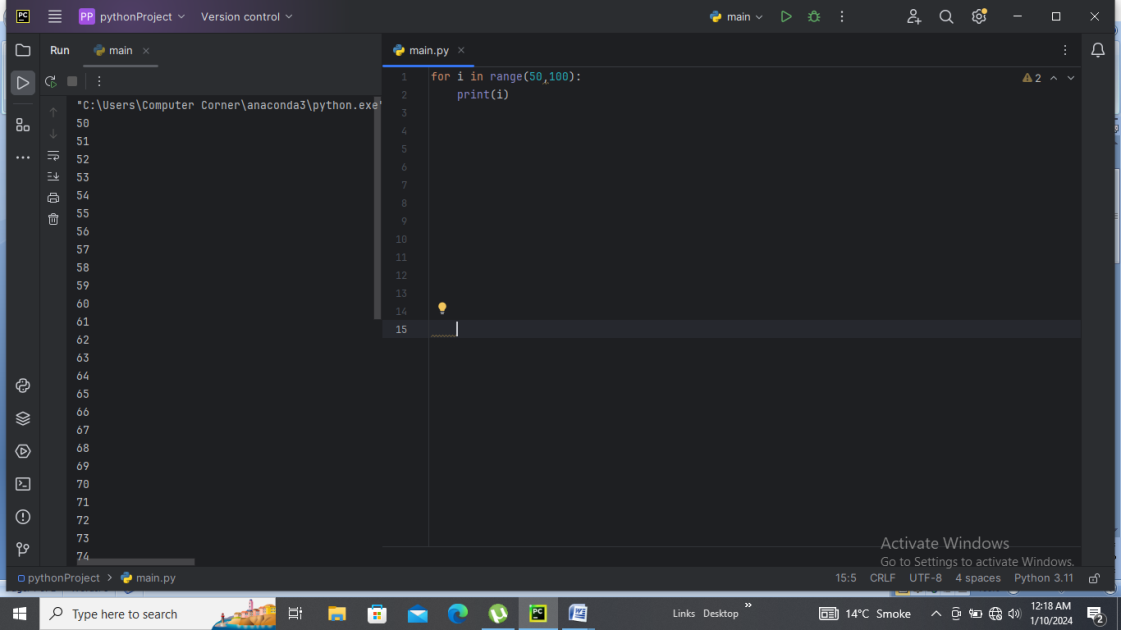 PC
PP pythonProject
Version control
main
Run
main
main.py
"C:\Users\Computer Corner\anaconda3\python.exe"
50
51
52
53
54
55
56
57
58
59
60
61
62
63
64
65
66
67
68
69
70
71
72
73
74
1 for i in range(50,100):
2 print(i)
3
4
5
6
7
8
9
10
11
12
13
14
15
2
Activate Windows
Go to Settings to activate Windows.
pythonProject > main.py
15:5 CRLF UTF-8 4 spaces Python 3.11
Type here to search
PC
Links Desktop »
14°C Smoke
12:18 AM
1/10/2024
2